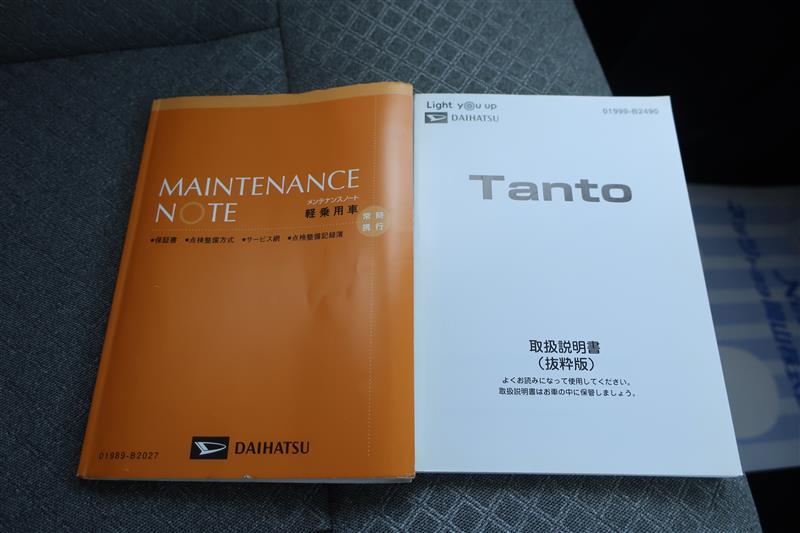 MAINTENANCE
NOTE
メンテナンスノート
軽乗用車
常時
携行
•保証書 •点検整備方式 •サービス網 •点検整備記録簿
01989-B2027
DAIHATSU
Light you up
DAIHATSU
01999-B2490
Tanto
取扱説明書
（抜粋版）
よくお読みになって使用してください。
取扱説明書はお車の中に保管しましょう。